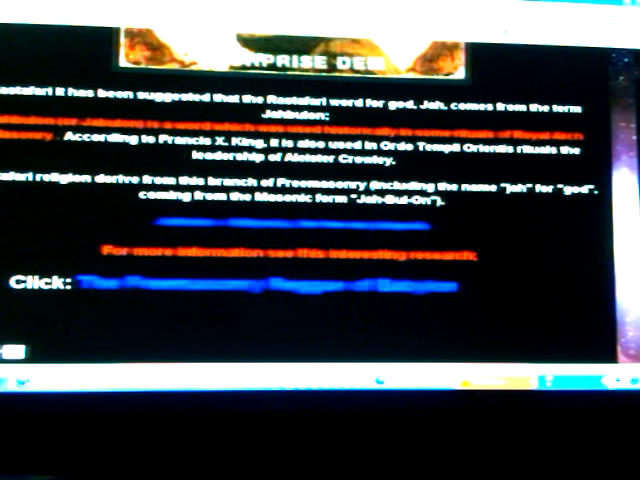 RPRISE DE
astafari it has been suggested that the Rastafari word for god, Jah, comes from the term
Jahbulon:
(or Jabulon) is a word which was used historically in some rituals of Royal Arch
According to Francis X. King, it is also used in Ordo Templi Orientis rituals the
leadership of Aleister Crowley.
afari religion derive from this branch of Freemasonry (including the name "jah" for "god",
coming from the Masonic form "Jah-Bul-On").
For more information see this interesting research:
Click: The Freemasonry of